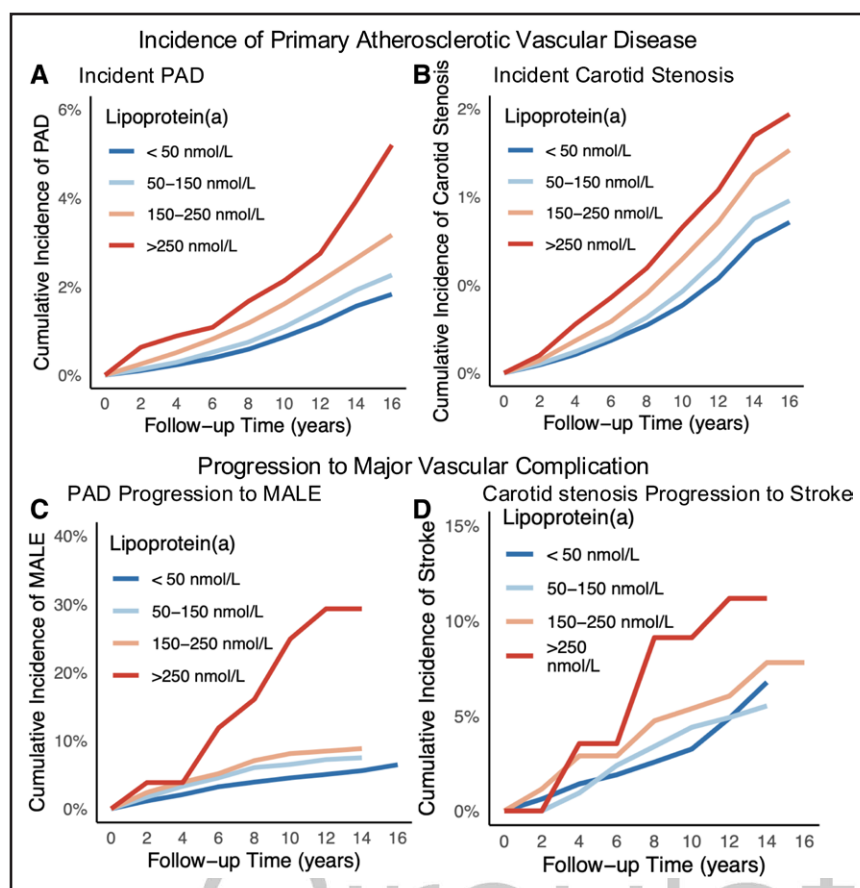 Incidence of Primary Atherosclerotic Vascular Disease
A Incident PAD
Cumulative Incidence of PAD
6%
4%
2%
0%
Lipoprotein(a)
< 50 nmol/L
50–150 nmol/L
150–250 nmol/L
>250 nmol/L
0 2 4 6 8 10 12 14 16
Follow–up Time (years)
B Incident Carotid Stenosis
Cumulative Incidence of Carotid Stenosis
2%
1%
0%
0%
Lipoprotein(a)
< 50 nmol/L
50–150 nmol/L
150–250 nmol/L
>250 nmol/L
0 2 4 6 8 10 12 14 16
Follow–up Time (years)
Progression to Major Vascular Complication
C PAD Progression to MALE
Cumulative Incidence of MALE
40%
30%
20%
10%
0%
Lipoprotein(a)
< 50 nmol/L
50–150 nmol/L
150–250 nmol/L
>250 nmol/L
0 2 4 6 8 10 12 14 16
Follow–up Time (years)
D Carotid stenosis Progression to Stroke
Cumulative Incidence of Stroke
15%
10%
5%
0%
Lipoprotein(a)
< 50 nmol/L
50–150 nmol/L
150–250 nmol/L
>250
nmol/L
0 2 4 6 8 10 12 14 16
Follow–up Time (years)